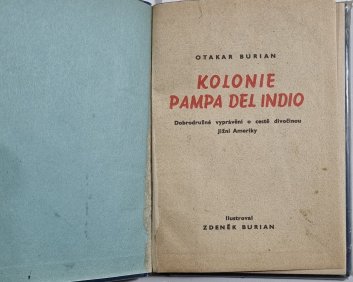 OTAKAR BURIAN
KOLONIE
PAMPA DEL INDIO
Dobrodružné vyprávění o cestě divočinou
jižní Ameriky
Ilustroval
ZDENĚK BURIAN